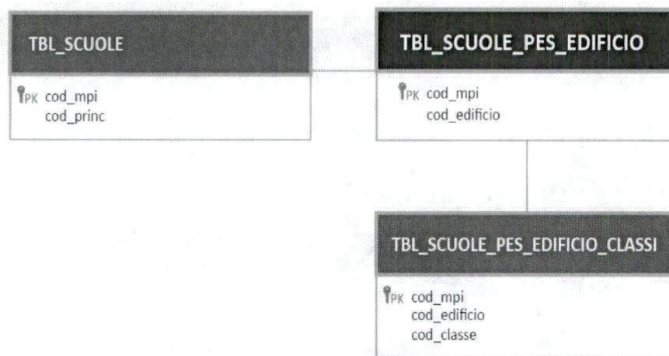 TBL_SCUOLE
PK cod_mpi
cod_princ
TBL_SCUOLE_PES_EDIFICIO
PK cod_mpi
cod_edificio
TBL_SCUOLE_PES_EDIFICIO_CLASSI
PK cod_mpi
cod_edificio
cod_classe